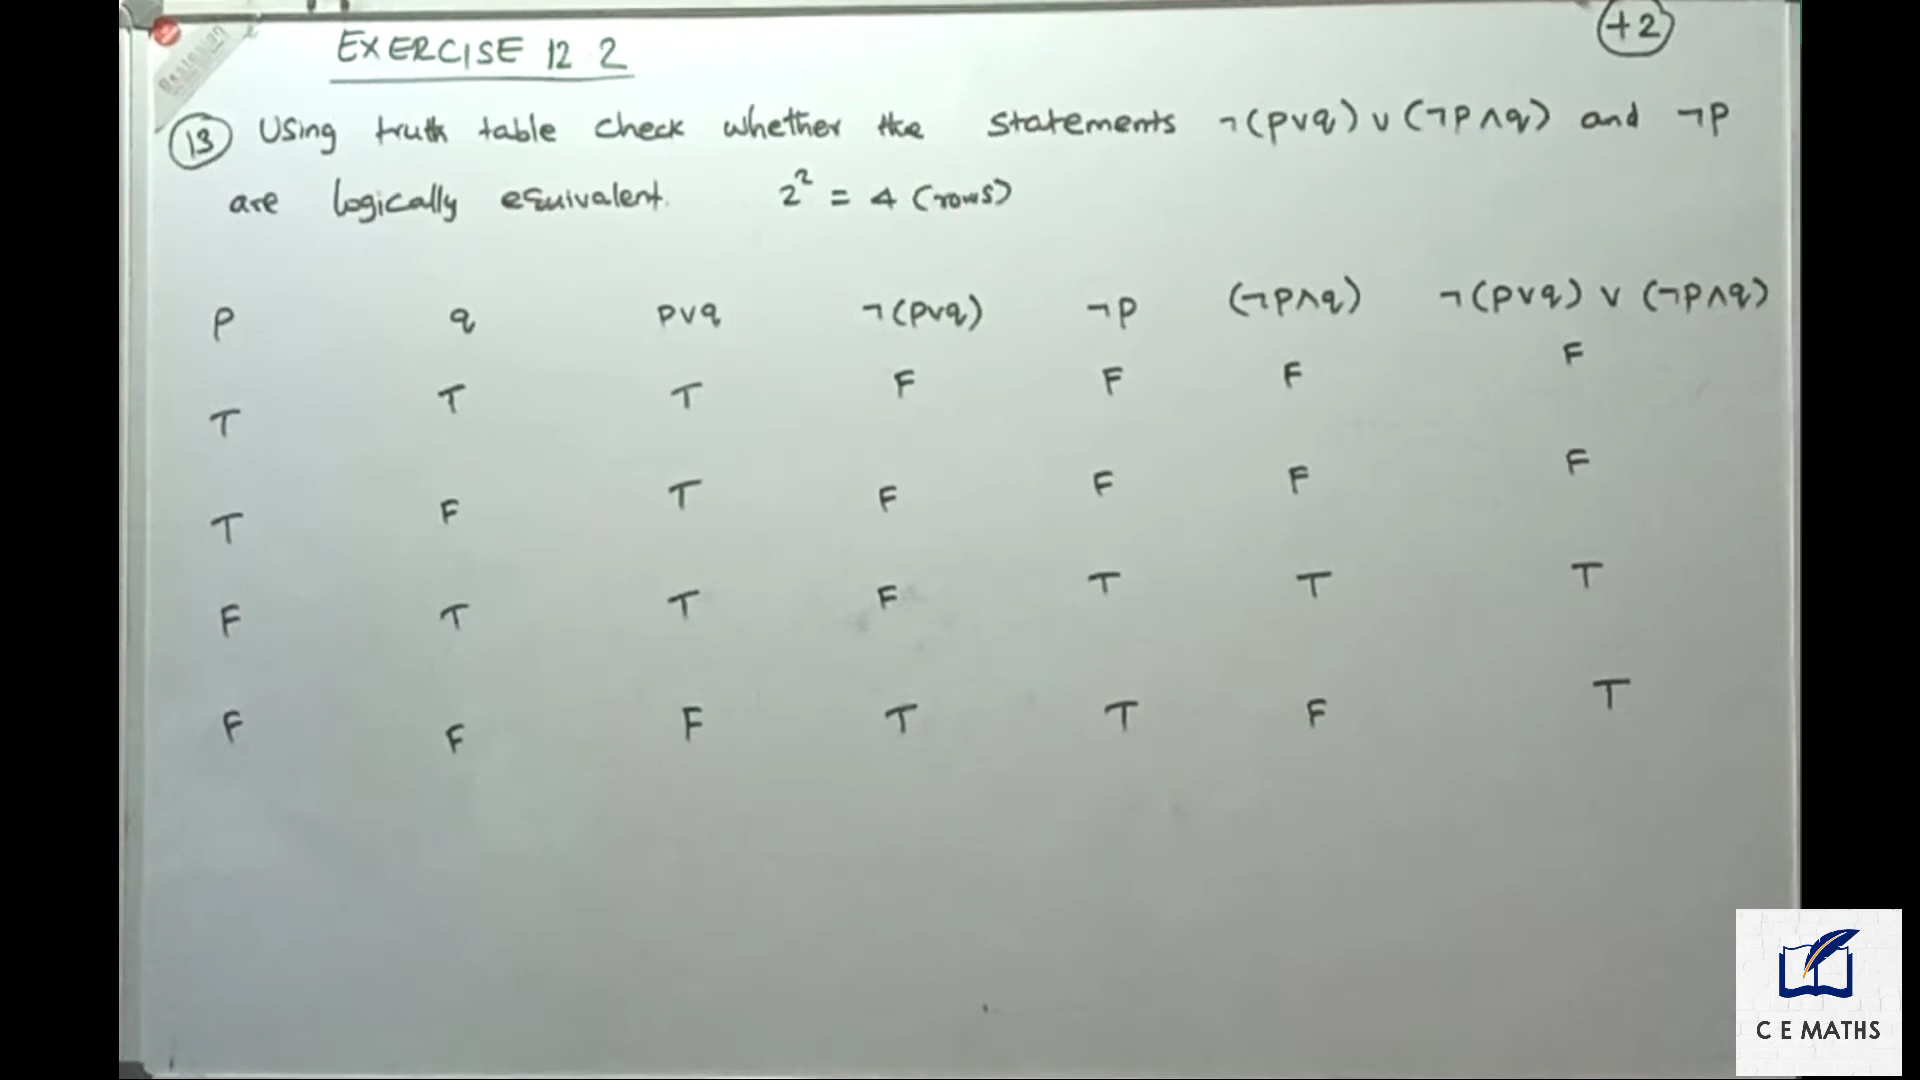 EXERCISE 12 2
+2
13 Using truth table check whether the statements ¬(p∨q)∨(¬p∧q) and ¬p
are logically equivalent. 2² = 4 (rows)
p q p∨q ¬(p∨q) ¬p (¬p∧q) ¬(p∨q) ∨ (¬p∧q)
T T T F F F F
T F T F F F F
F T T F T T T
F F F T T F T
C E MATHS